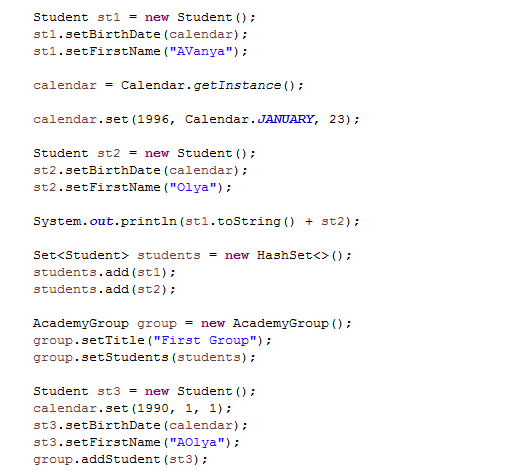 Student st1 = new Student();
st1.setBirthDate(calendar);
st1.setFirstName("AVanya");
calendar = Calendar.getInstance();
calendar.set(1996, Calendar.JANUARY, 23);
Student st2 = new Student();
st2.setBirthDate(calendar);
st2.setFirstName("Olya");
System.out.println(st1.toString() + st2);
Set<Student> students = new HashSet<>();
students.add(st1);
students.add(st2);
AcademyGroup group = new AcademyGroup();
group.setTitle("First Group");
group.setStudents(students);
Student st3 = new Student();
calendar.set(1990, 1, 1);
st3.setBirthDate(calendar);
st3.setFirstName("AOlya");
group.addStudent(st3);